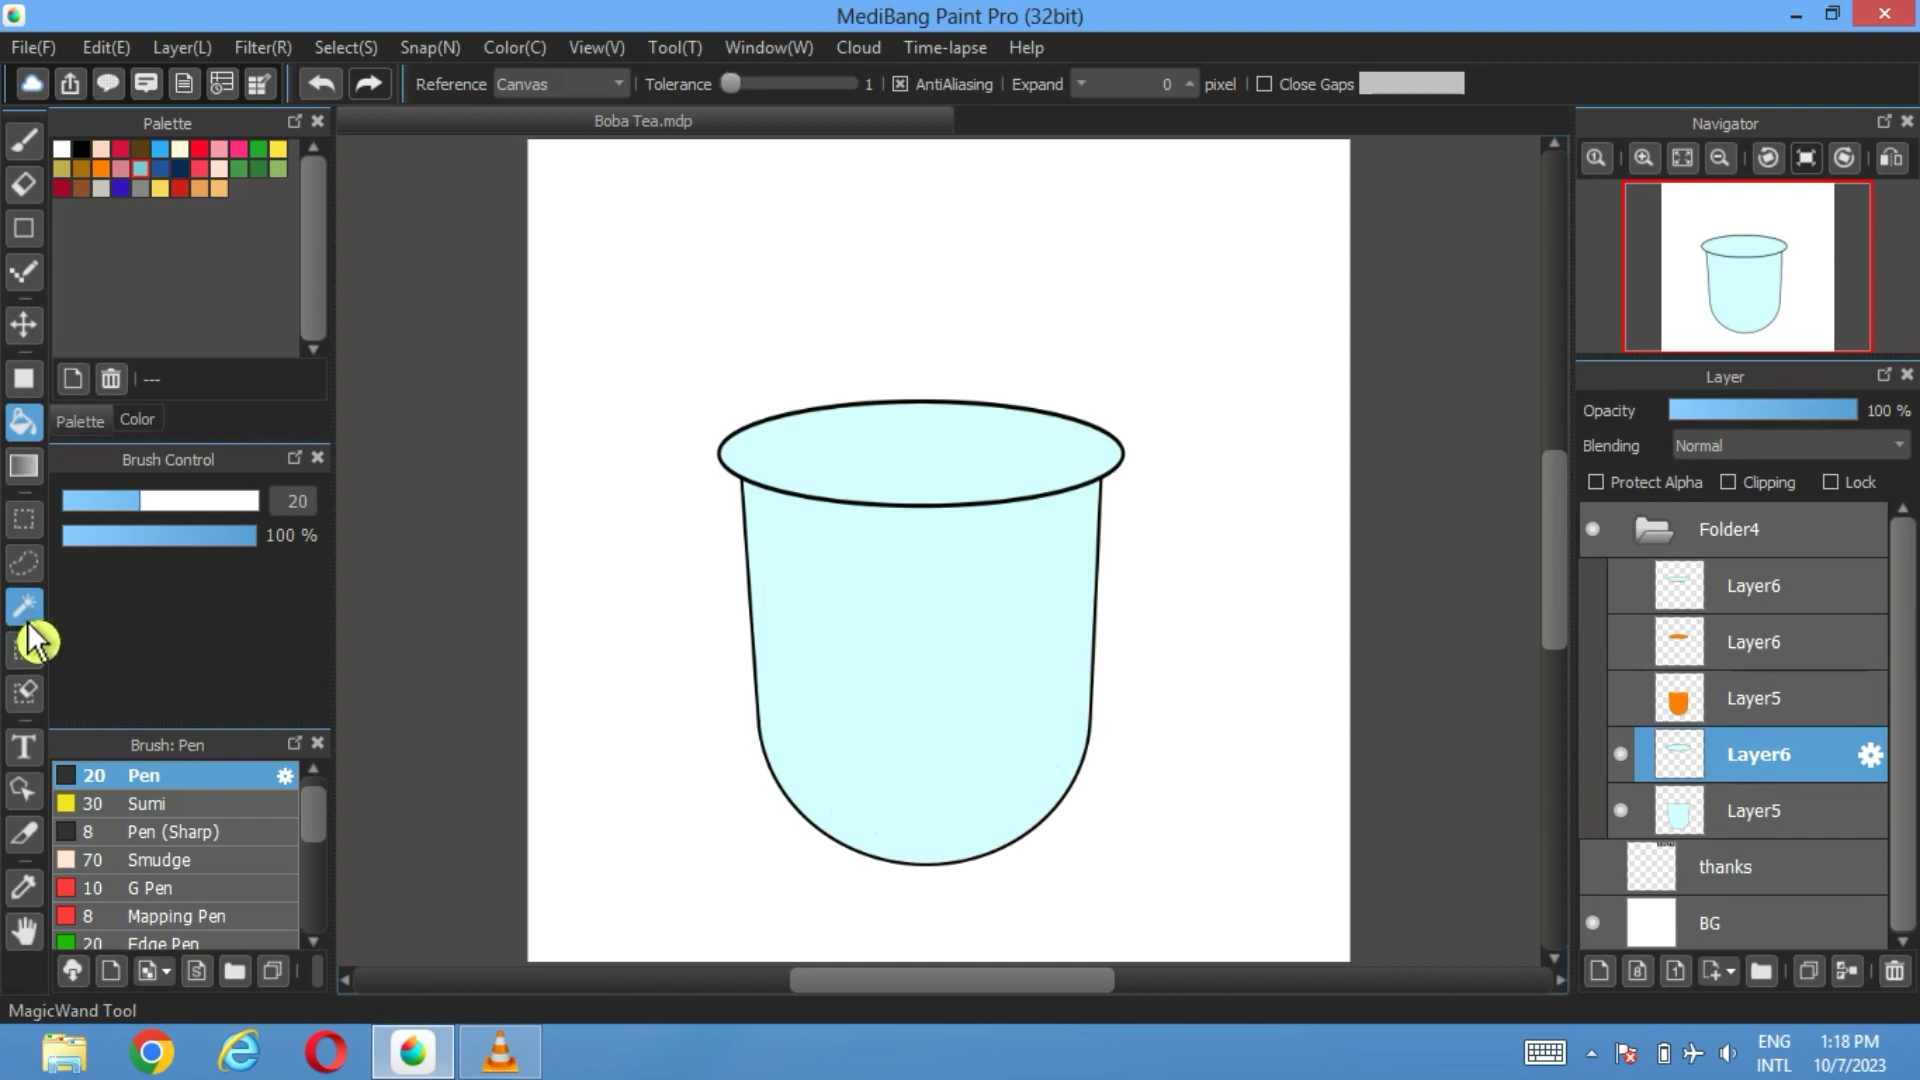 MediBang Paint Pro (32bit)
File(F) Edit(E) Layer(L) Filter(R) Select(S) Snap(N) Color(C) View(V) Tool(T) Window(W) Cloud Time-lapse Help
Reference Canvas Tolerance 1 AntiAliasing Expand 0 pixel Close Gaps
Palette
Boba Tea.mdp
Navigator
---
Palette Color
Layer
Opacity 100 %
Blending Normal
Protect Alpha Clipping Lock
Brush Control
20
100 %
Folder4
Layer6
Layer6
Layer5
Layer6
Layer5
thanks
BG
T
Brush: Pen
20 Pen
30 Sumi
8 Pen (Sharp)
70 Smudge
10 G Pen
8 Mapping Pen
20 Edge Pen
MagicWand Tool
ENG
INTL
1:18 PM
10/7/2023